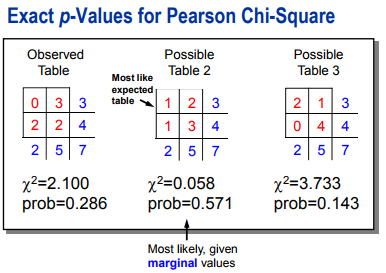 Exact p-Values for Pearson Chi-Square
Observed
Table
0 3 3
2 2 4
2 5 7
χ²=2.100
prob=0.286
Most like
expected
table
Possible
Table 2
1 2 3
1 3 4
2 5 7
χ²=0.058
prob=0.571
Possible
Table 3
2 1 3
0 4 4
2 5 7
χ²=3.733
prob=0.143
Most likely, given
marginal values